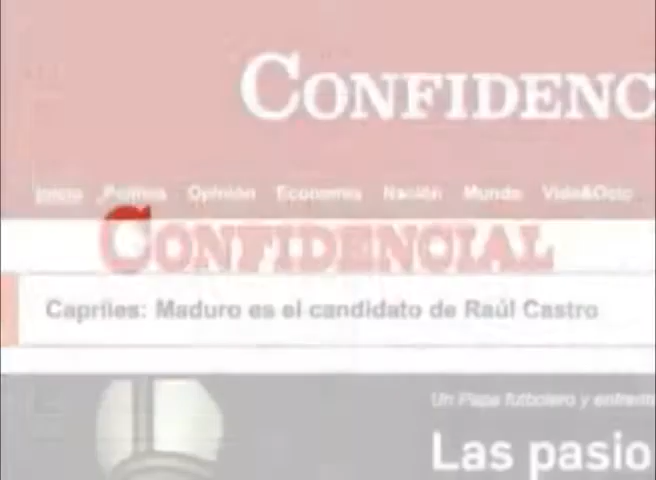 CONFIDENC
Inicio Política Opinión Economía Nación Mundo Vida&Ocio
CONFIDENCIAL
Capriles: Maduro es el candidato de Raúl Castro
Un Papa futbolero y enfrent
Las pasio